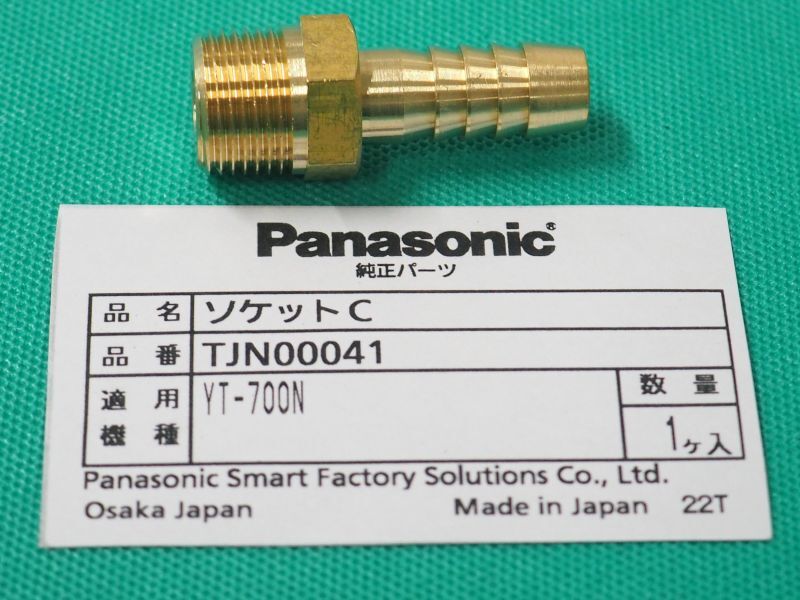 Panasonic®
純正パーツ
品名 ソケットC
品番 TJN00041
適用機種 YT-700N
数量
1ヶ入
Panasonic Smart Factory Solutions Co., Ltd.
Osaka Japan Made in Japan 22T